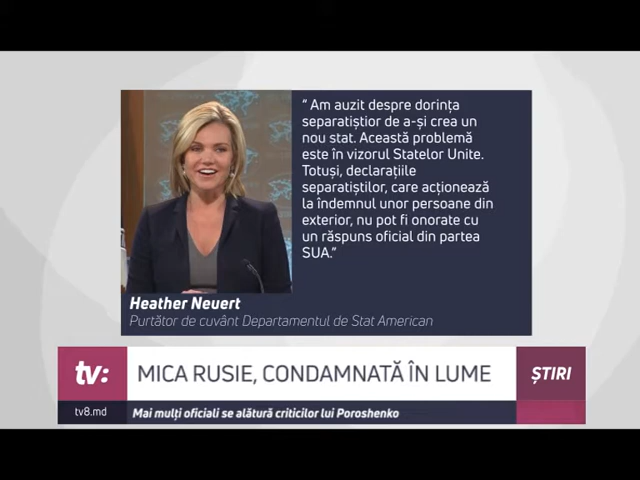 “ Am auzit despre dorința
separatiștior de a-și crea un
nou stat. Această problemă
este în vizorul Statelor Unite.
Totuși, declarațiile
separatiștilor, care acționează
la îndemnul unor persoane din
exterior, nu pot fi onorate cu
un răspuns oficial din partea
SUA.”
Heather Neuert
Purtător de cuvânt Departamentul de Stat American
tv:
MICA RUSIE, CONDAMNATĂ ÎN LUME
ȘTIRI
tv8.md
Mai mulți oficiali se alătură criticilor lui Poroshenko